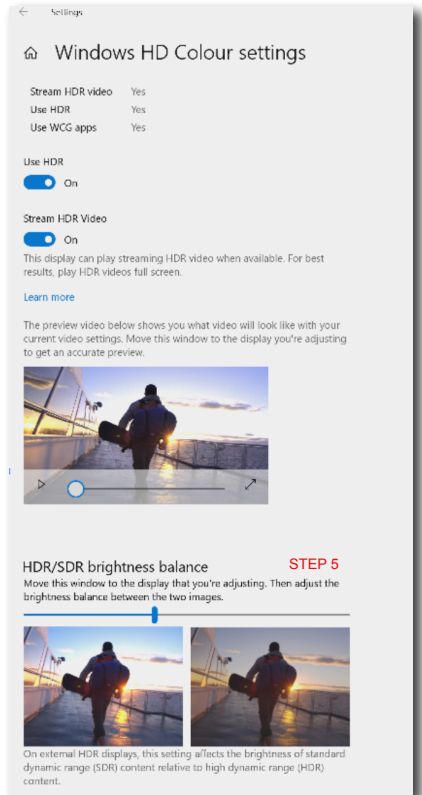 Settings
Windows HD Colour settings
Stream HDR video Yes
Use HDR Yes
Use WCG apps Yes
Use HDR
On
Stream HDR Video
On
This display can play streaming HDR video when available. For best
results, play HDR videos full screen.
Learn more
The preview video below shows you what video will look like with your
current video settings. Move this window to the display you're adjusting
to get an accurate preview.
HDR/SDR brightness balance STEP 5
Move this window to the display that you're adjusting. Then adjust the
brightness balance between the two images.
On external HDR displays, this setting affects the brightness of standard
dynamic range (SDR) content relative to high dynamic range (HDR)
content.